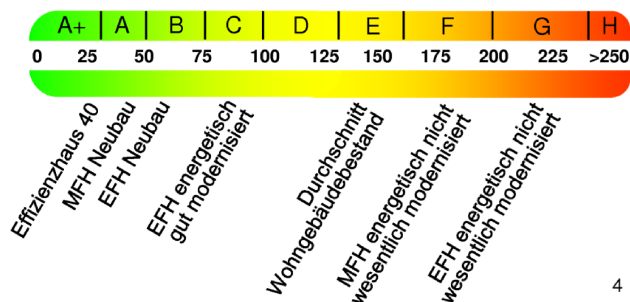 A+ A B C D E F G H
0 25 50 75 100 125 150 175 200 225 >250
Effizienzhaus 40
MFH Neubau
EFH Neubau
EFH energetisch
gut modernisiert
Durchschnitt
Wohngebäudebestand
MFH energetisch nicht
wesentlich modernisiert
EFH energetisch nicht
wesentlich modernisiert
4